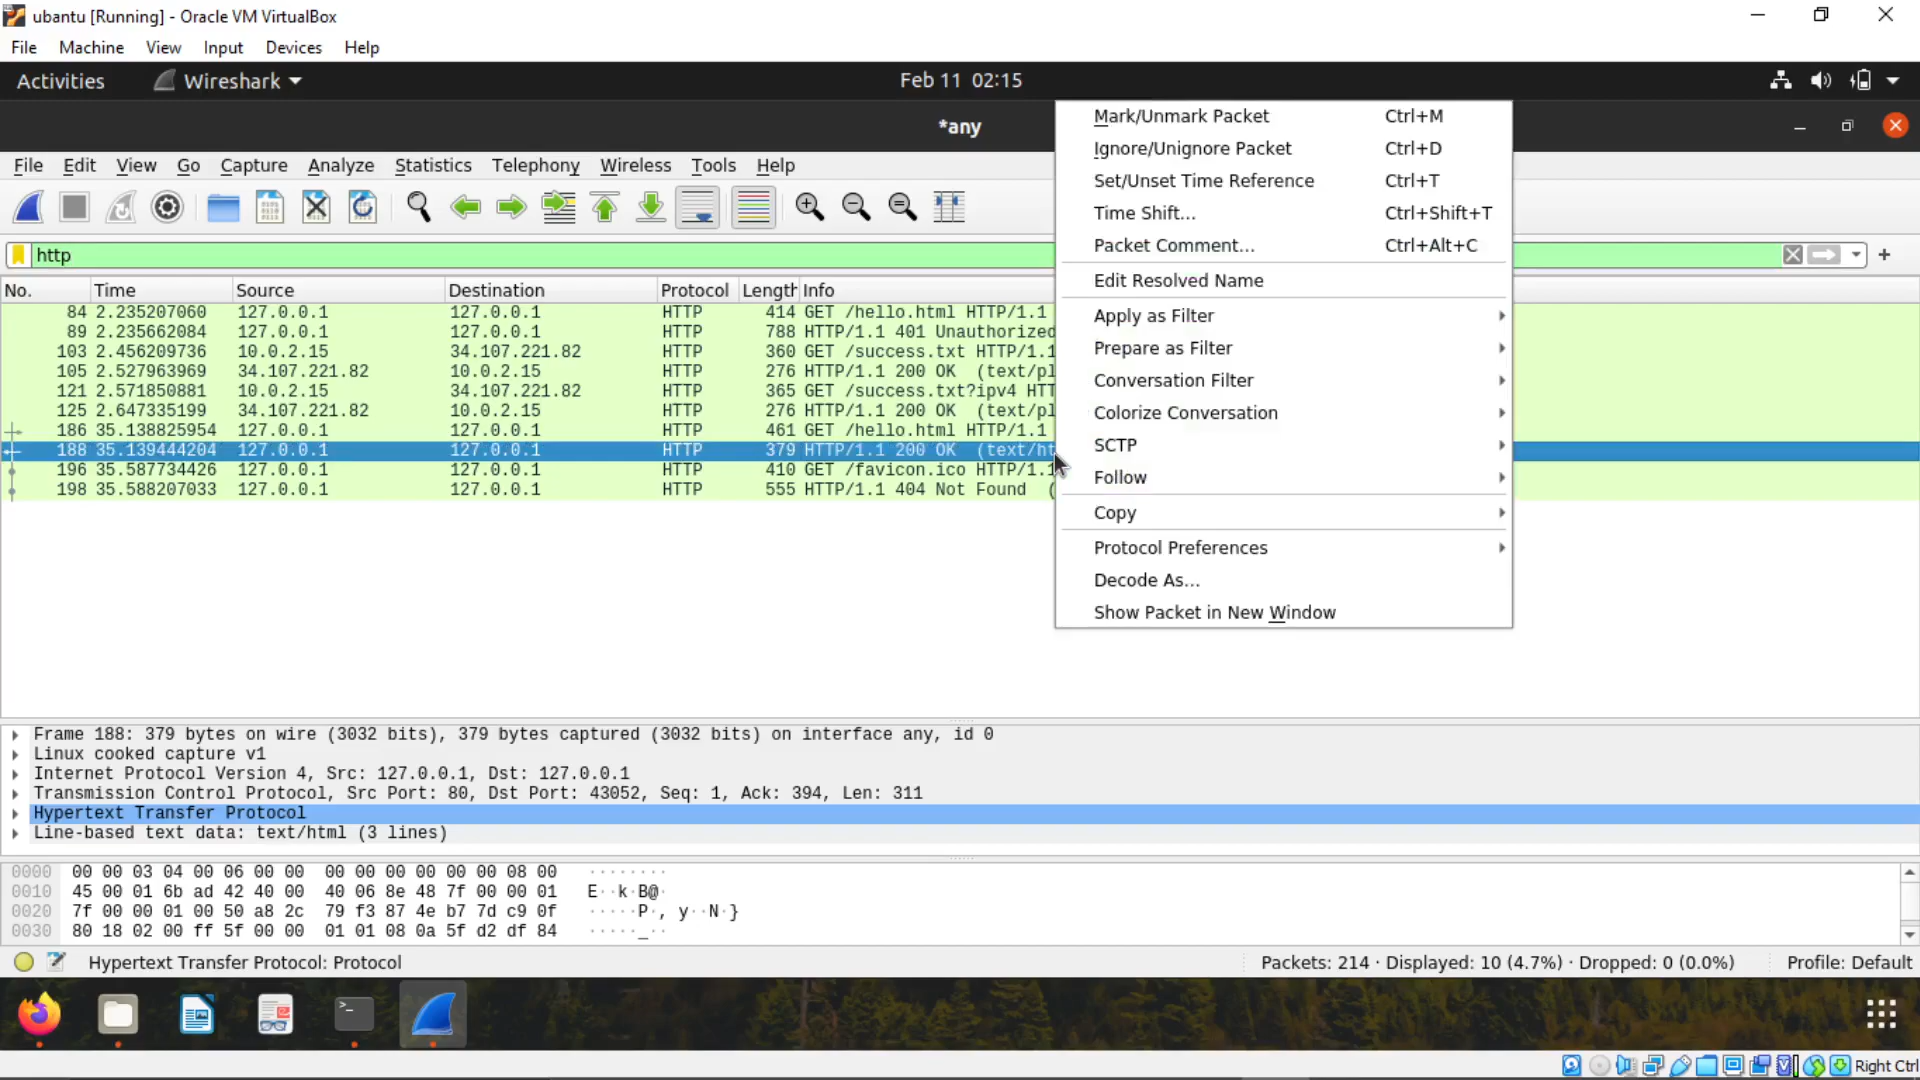 ubantu [Running] - Oracle VM VirtualBox
File Machine View Input Devices Help
Activities Wireshark Feb 11 02:15
*any
File Edit View Go Capture Analyze Statistics Telephony Wireless Tools Help
http
No. Time Source Destination Protocol Length Info
84 2.235207060 127.0.0.1 127.0.0.1 HTTP 414 GET /hello.html HTTP/1.1
89 2.235662084 127.0.0.1 127.0.0.1 HTTP 788 HTTP/1.1 401 Unauthorized
103 2.456209736 10.0.2.15 34.107.221.82 HTTP 360 GET /success.txt HTTP/1.1
105 2.527963969 34.107.221.82 10.0.2.15 HTTP 276 HTTP/1.1 200 OK (text/pl
121 2.571850881 10.0.2.15 34.107.221.82 HTTP 365 GET /success.txt?ipv4 HTT
125 2.647335199 34.107.221.82 10.0.2.15 HTTP 276 HTTP/1.1 200 OK (text/pl
186 35.138825954 127.0.0.1 127.0.0.1 HTTP 461 GET /hello.html HTTP/1.1
188 35.139444204 127.0.0.1 127.0.0.1 HTTP 379 HTTP/1.1 200 OK (text/ht
196 35.587734426 127.0.0.1 127.0.0.1 HTTP 410 GET /favicon.ico HTTP/1.1
198 35.588207033 127.0.0.1 127.0.0.1 HTTP 555 HTTP/1.1 404 Not Found (
Mark/Unmark Packet Ctrl+M
Ignore/Unignore Packet Ctrl+D
Set/Unset Time Reference Ctrl+T
Time Shift... Ctrl+Shift+T
Packet Comment... Ctrl+Alt+C
Edit Resolved Name
Apply as Filter
Prepare as Filter
Conversation Filter
Colorize Conversation
SCTP
Follow
Copy
Protocol Preferences
Decode As...
Show Packet in New Window
Frame 188: 379 bytes on wire (3032 bits), 379 bytes captured (3032 bits) on interface any, id 0
Linux cooked capture v1
Internet Protocol Version 4, Src: 127.0.0.1, Dst: 127.0.0.1
Transmission Control Protocol, Src Port: 80, Dst Port: 43052, Seq: 1, Ack: 394, Len: 311
Hypertext Transfer Protocol
Line-based text data: text/html (3 lines)
0000 00 00 03 04 00 06 00 00 00 00 00 00 00 00 08 00 ········
0010 45 00 01 6b ad 42 40 00 40 06 8e 48 7f 00 00 01 E··k·B@·
0020 7f 00 00 01 00 50 a8 2c 79 f3 87 4e b7 7d c9 0f ·····P·, y··N·}
0030 80 18 02 00 ff 5f 00 00 01 01 08 0a 5f d2 df 84 ·····_··
Hypertext Transfer Protocol: Protocol Packets: 214 · Displayed: 10 (4.7%) · Dropped: 0 (0.0%) Profile: Default
Right Ctrl